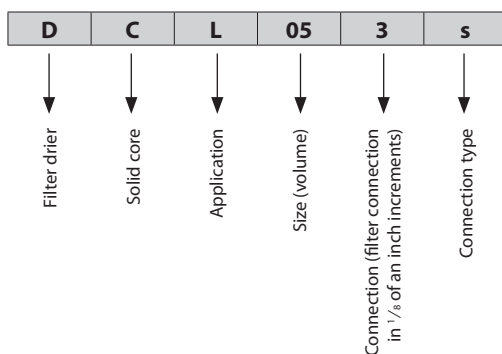 D C L 05 3 s
Filter drier
Solid core
Application
Size (volume)
Connection (filter connection
in 1/8 of an inch increments)
Connection type